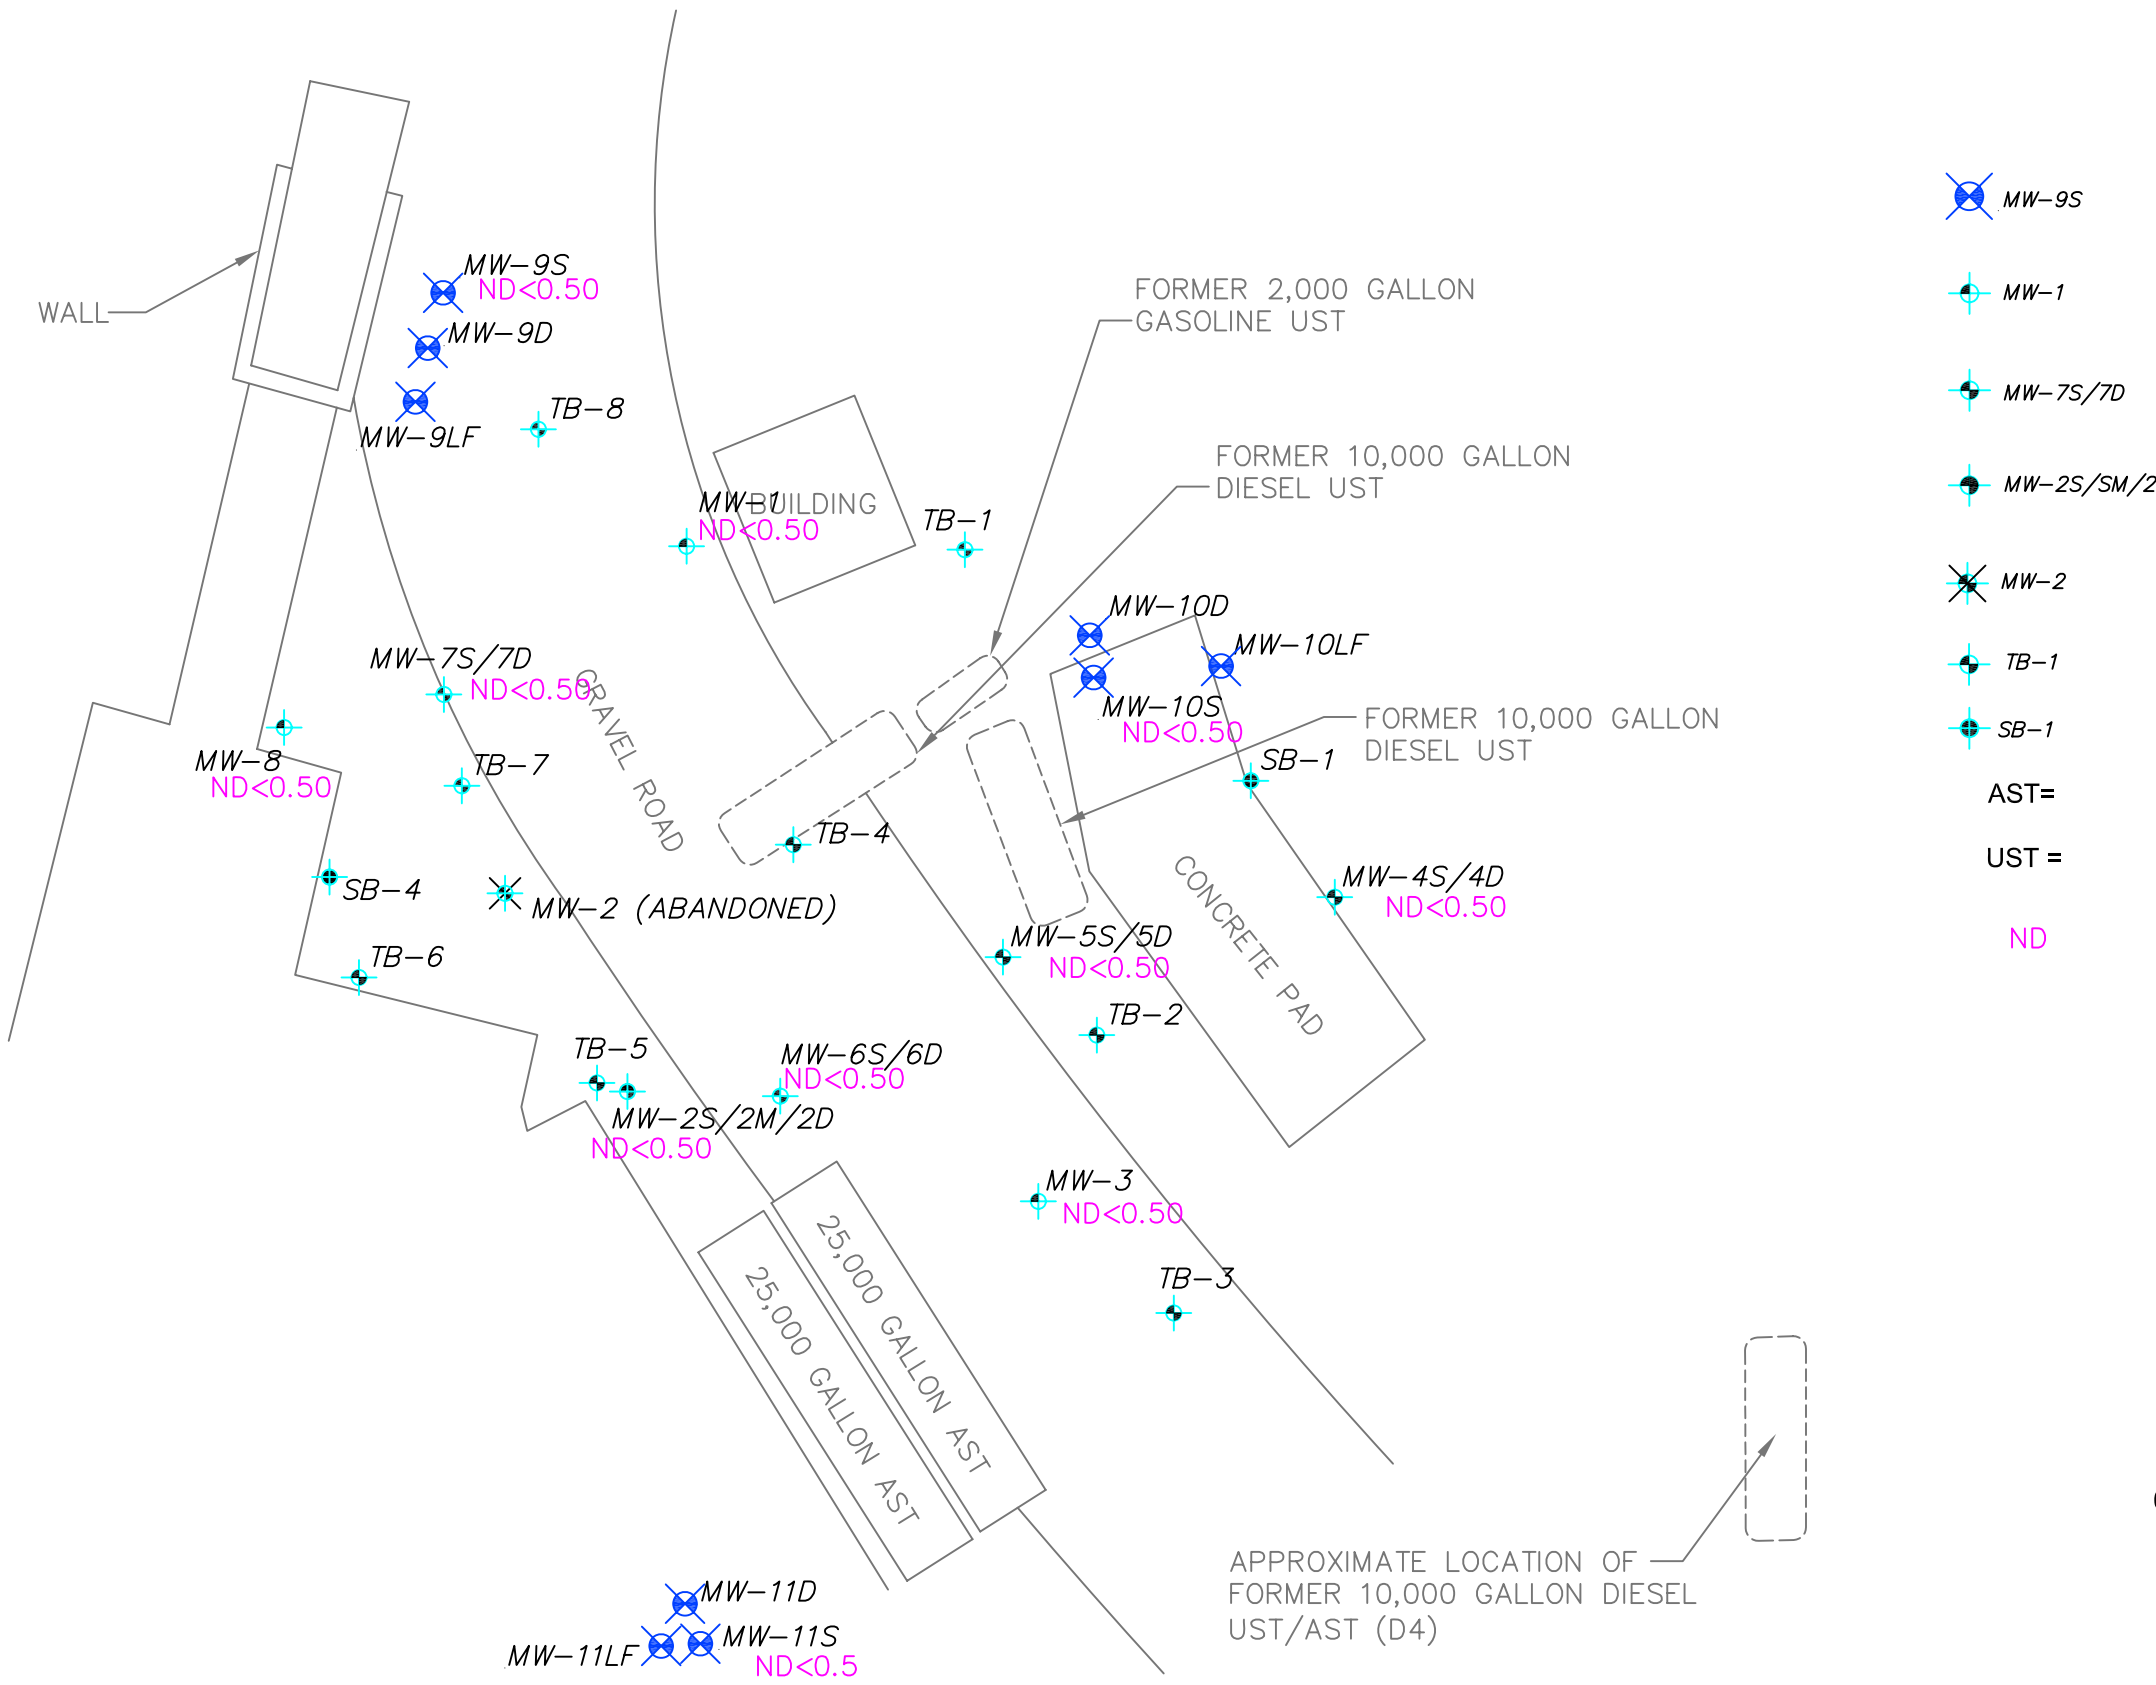 MW-9S
ND<0.50
WALL
MW-9D
MW-9LF
TB-8
FORMER 2,000 GALLON
GASOLINE UST
FORMER 10,000 GALLON
DIESEL UST
BUILDING
MW-1
ND<0.50
TB-1
MW-10D
MW-10LF
MW-10S
ND<0.50
MW-7S/7D
ND<0.50
GRAVEL ROAD
FORMER 10,000 GALLON
DIESEL UST
MW-8
ND<0.50
TB-7
SB-1
TB-4
SB-4
MW-2 (ABANDONED)
MW-4S/4D
ND<0.50
CONCRETE PAD
TB-6
MW-5S/5D
ND<0.50
TB-2
TB-5
MW-6S/6D
ND<0.50
MW-2S/2M/2D
ND<0.50
MW-3
ND<0.50
TB-3
25,000 GALLON AST
25,000 GALLON AST
APPROXIMATE LOCATION OF
FORMER 10,000 GALLON DIESEL
UST/AST (D4)
MW-11D
MW-11S
ND<0.5
MW-11LF
MW-9S
MW-1
MW-7S/7D
MW-2S/SM/2
MW-2
TB-1
SB-1
AST=
UST =
ND